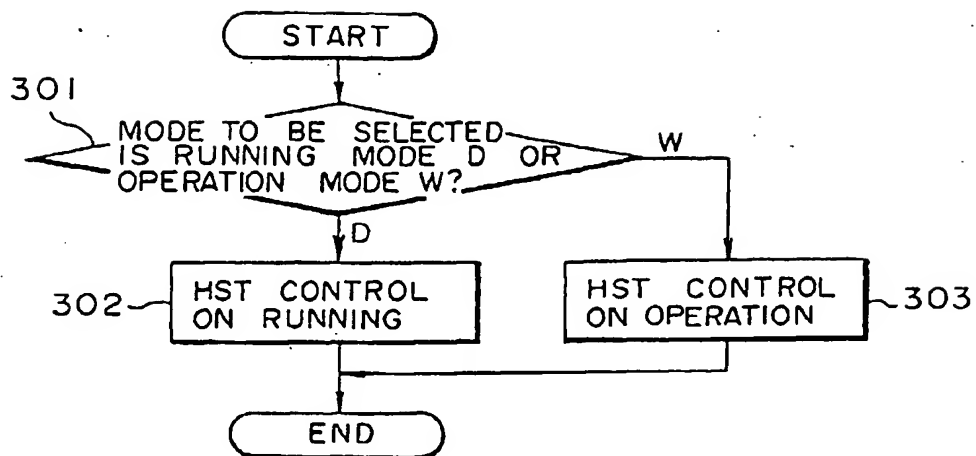 START
301
MODE TO BE SELECTED
IS RUNNING MODE D OR
OPERATION MODE W?
W
D
302
HST CONTROL
ON RUNNING
HST CONTROL
ON OPERATION
303
END